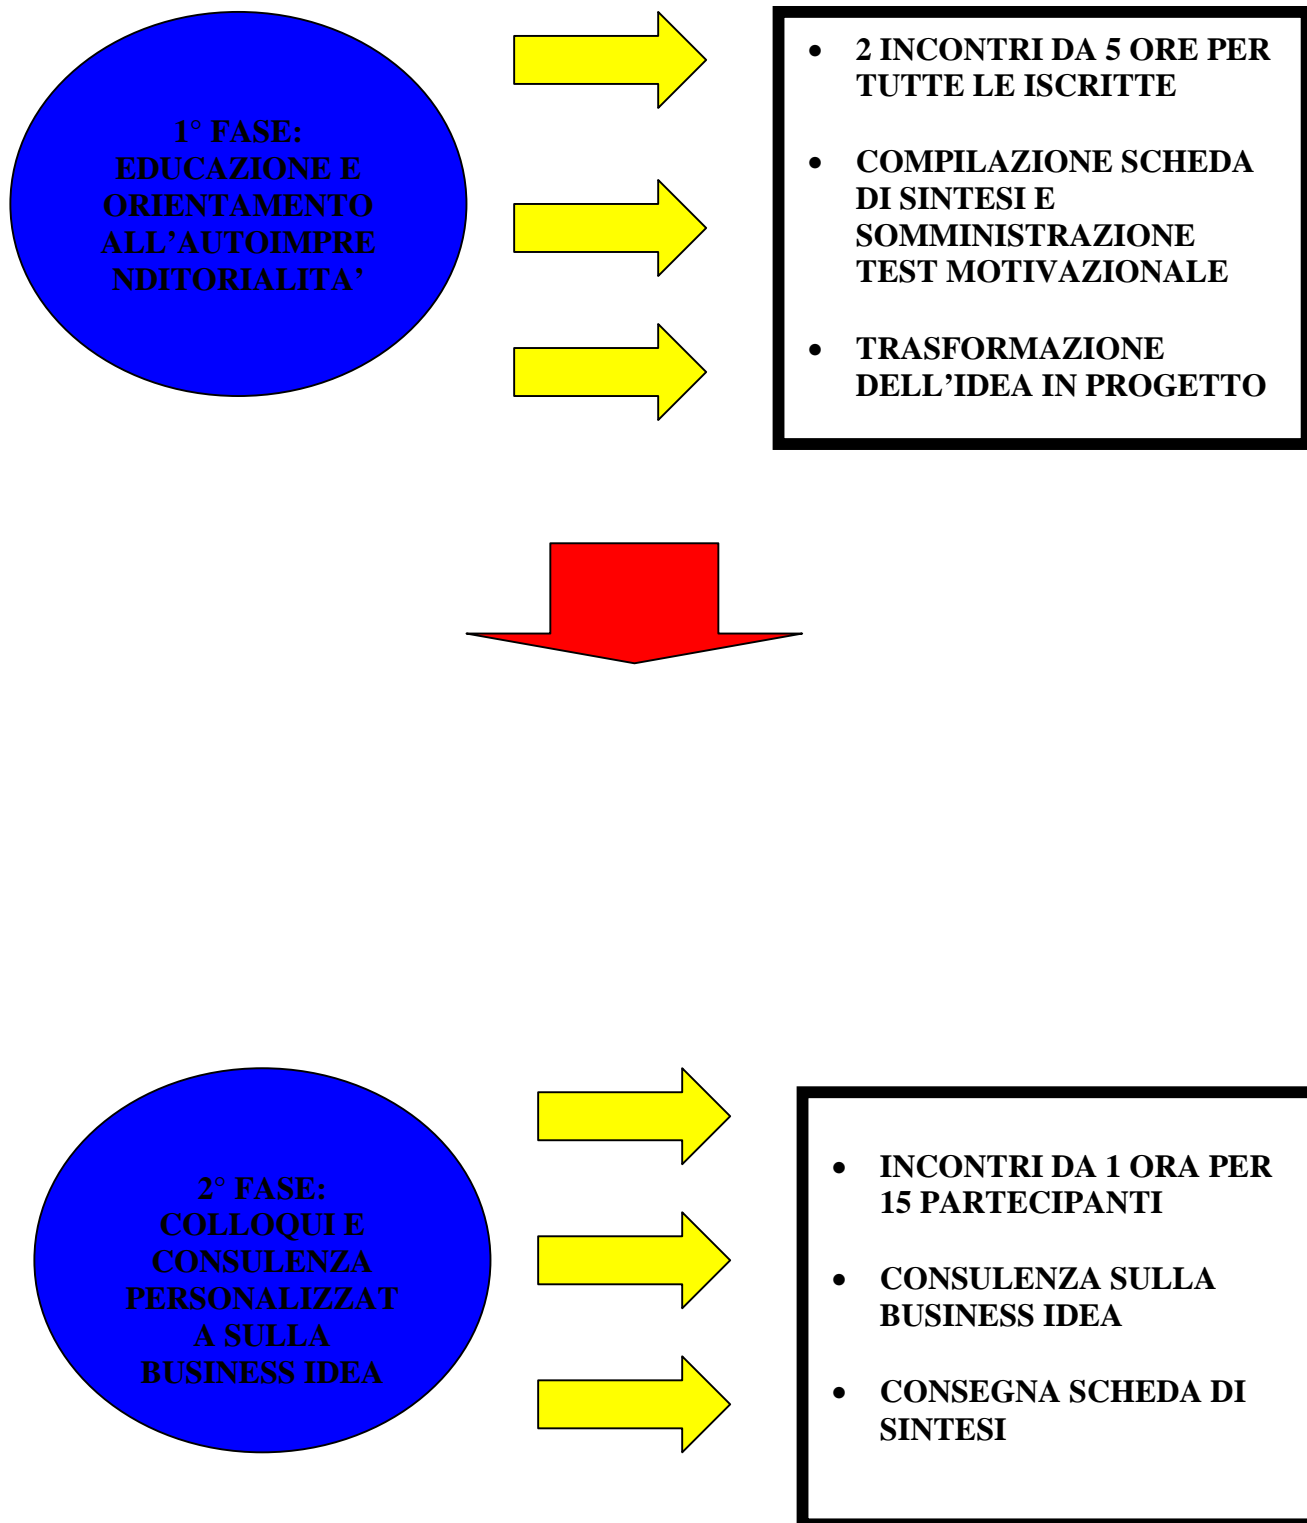 1° FASE:
EDUCAZIONE E
ORIENTAMENTO
ALL’AUTOIMPRE
NDITORIALITA’
• 2 INCONTRI DA 5 ORE PER
TUTTE LE ISCRITTE
• COMPILAZIONE SCHEDA
DI SINTESI E
SOMMINISTRAZIONE
TEST MOTIVAZIONALE
• TRASFORMAZIONE
DELL’IDEA IN PROGETTO
2° FASE:
COLLOQUI E
CONSULENZA
PERSONALIZZAT
A SULLA
BUSINESS IDEA
• INCONTRI DA 1 ORA PER
15 PARTECIPANTI
• CONSULENZA SULLA
BUSINESS IDEA
• CONSEGNA SCHEDA DI
SINTESI